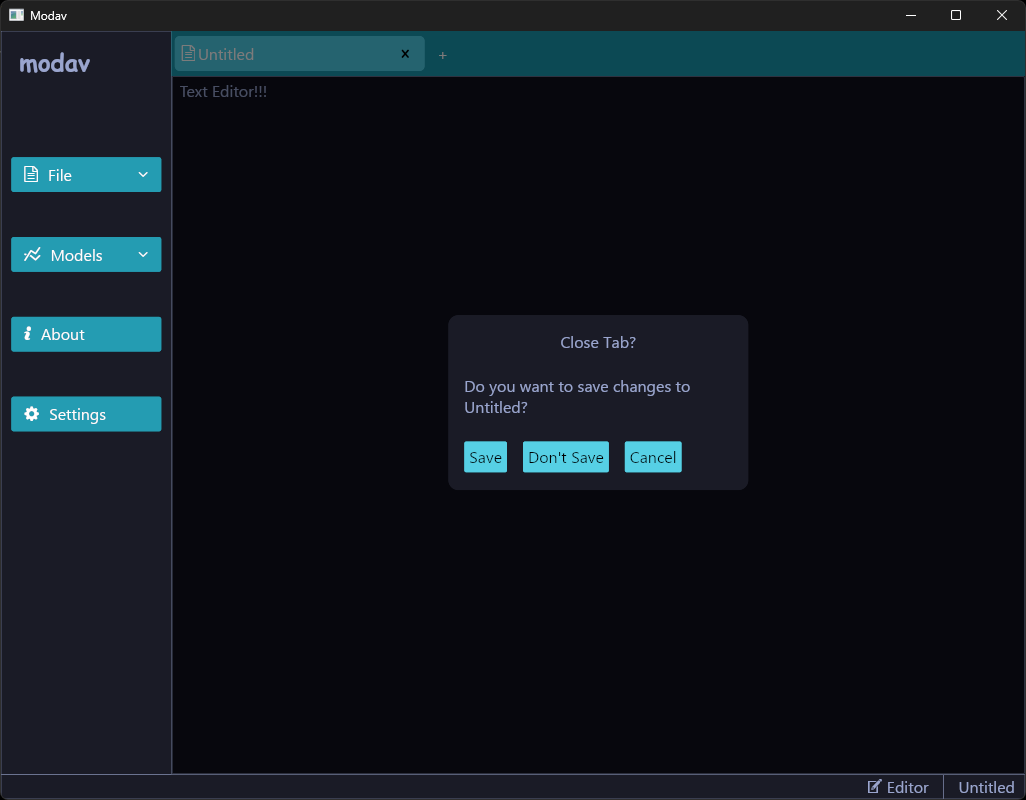 Modav
modav
Untitled
+
Text Editor!!!
File
Models
About
Settings
Close Tab?
Do you want to save changes to
Untitled?
Save Don't Save Cancel
Editor Untitled